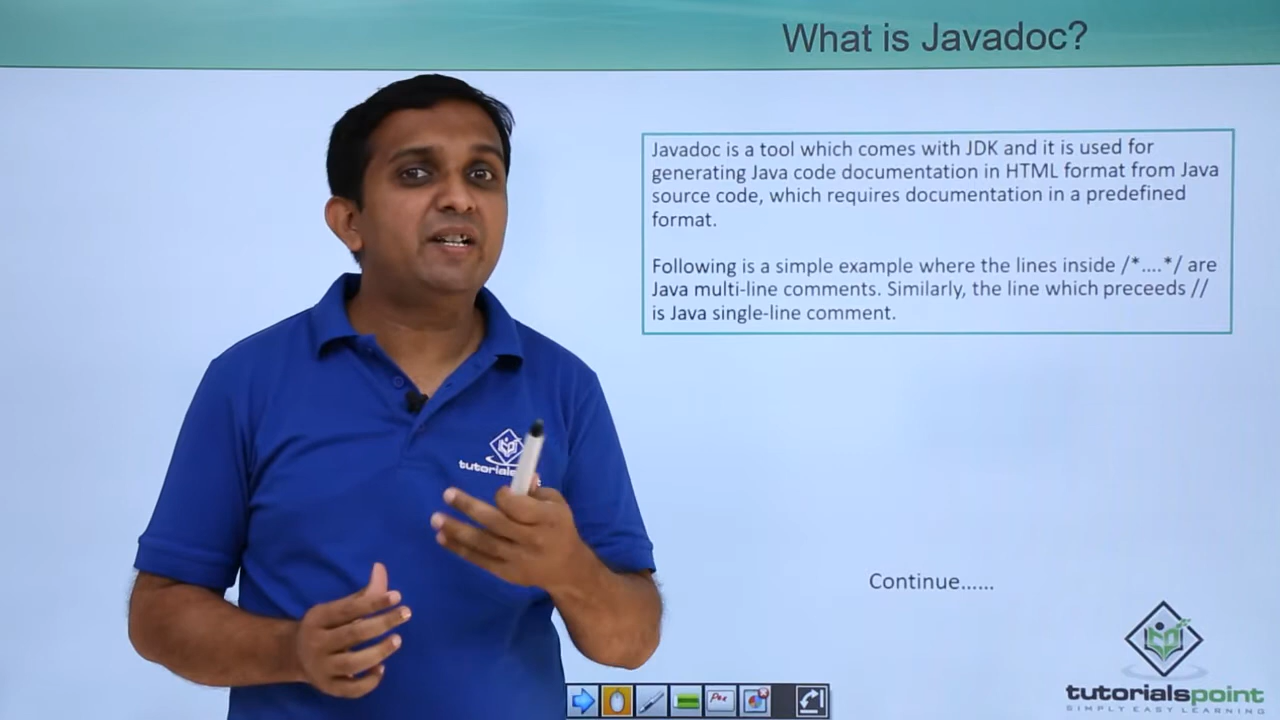 What is Javadoc?
Javadoc is a tool which comes with JDK and it is used for
generating Java code documentation in HTML format from Java
source code, which requires documentation in a predefined
format.
Following is a simple example where the lines inside /*....*/ are
Java multi-line comments. Similarly, the line which preceeds //
is Java single-line comment.
tutorials
Continue......
tutorialspoint
SIMPLY EASY LEARNING